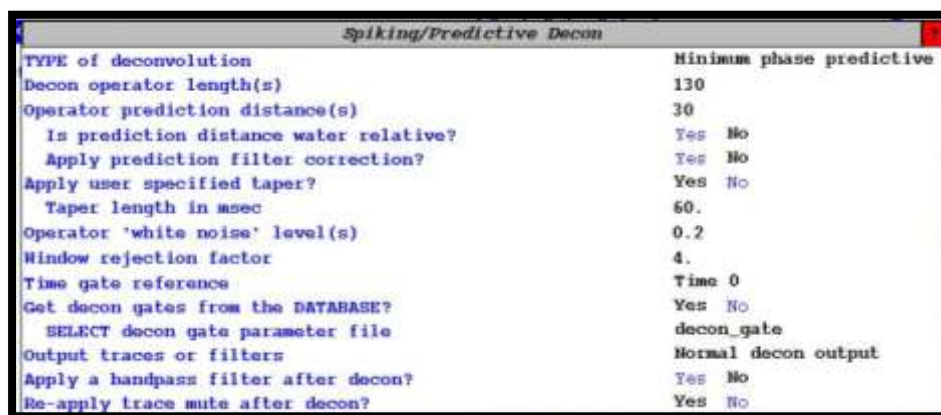 Spiking/Predictive Decon
TYPE of deconvolution Minimum phase predictive
Decon operator length(s) 130
Operator prediction distance(s) 30
Is prediction distance water relative? Yes No
Apply prediction filter correction? Yes No
Apply user specified taper? Yes No
Taper length in msec 60.
Operator 'white noise' level(s) 0.2
Window rejection factor 4.
Time gate reference Time 0
Get decon gates from the DATABASE? Yes No
SELECT decon gate parameter file decon_gate
Output traces or filters Normal decon output
Apply a bandpass filter after decon? Yes No
Re-apply trace mute after decon? Yes No